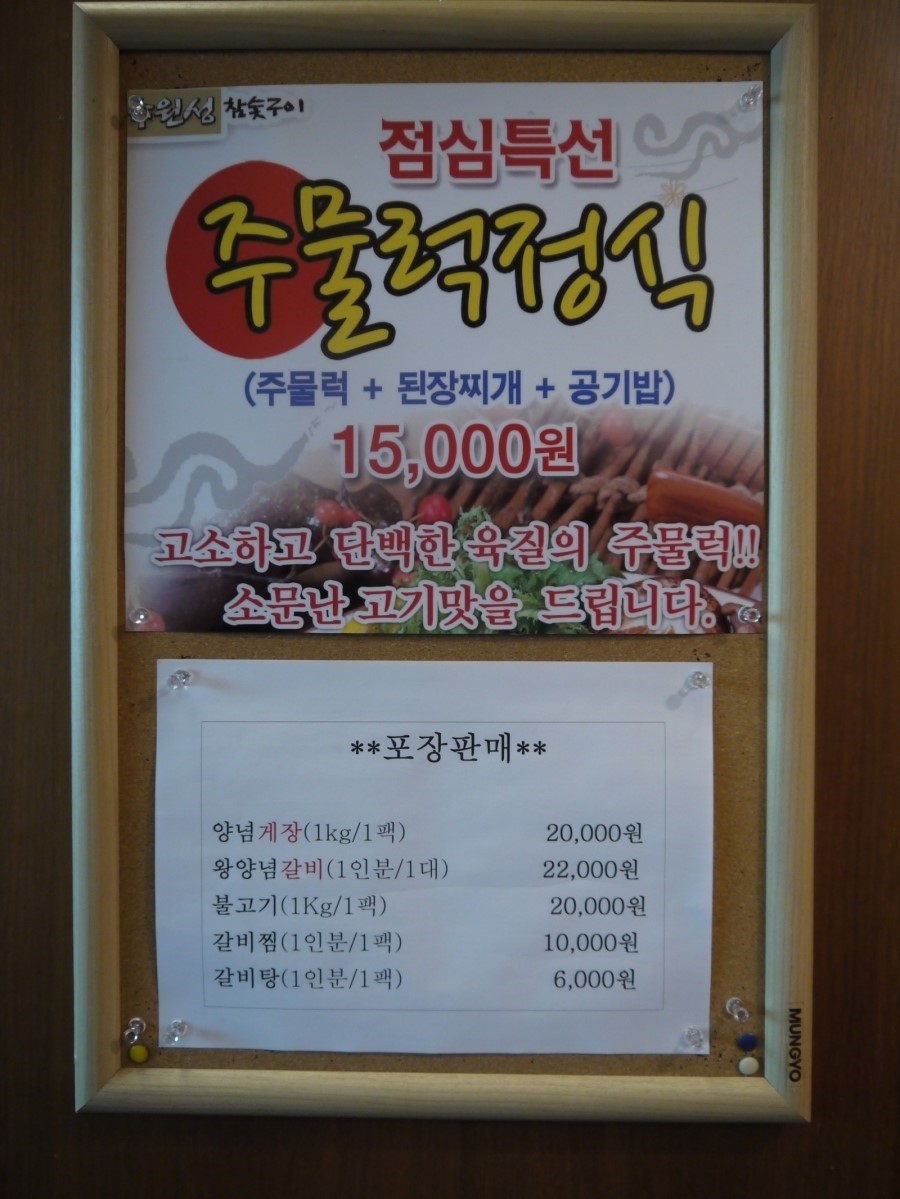 원성 참숯구이
점심특선
주물럭정식
(주물럭 + 된장찌개 + 공기밥)
15,000원
고소하고 단백한 육질의 주물럭!!
소문난 고기맛을 드립니다.
**포장판매**
양념게장(1kg/1팩) 20,000원
왕양념갈비(1인분/1대) 22,000원
불고기(1Kg/1팩) 20,000원
갈비찜(1인분/1팩) 10,000원
갈비탕(1인분/1팩) 6,000원
MUNGYO